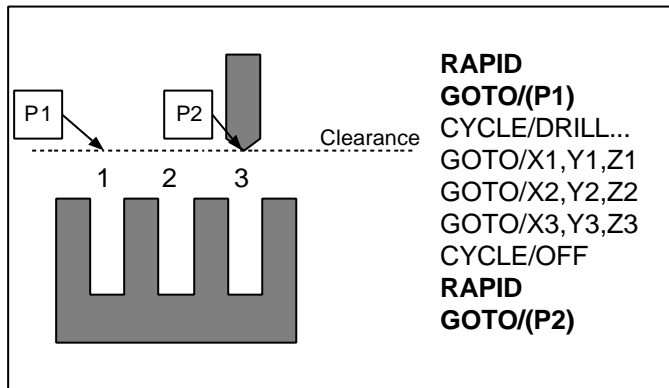 P1
P2
Clearance
1 2 3
RAPID
GOTO/(P1)
CYCLE/DRILL...
GOTO/X1,Y1,Z1
GOTO/X2,Y2,Z2
GOTO/X3,Y3,Z3
CYCLE/OFF
RAPID
GOTO/(P2)